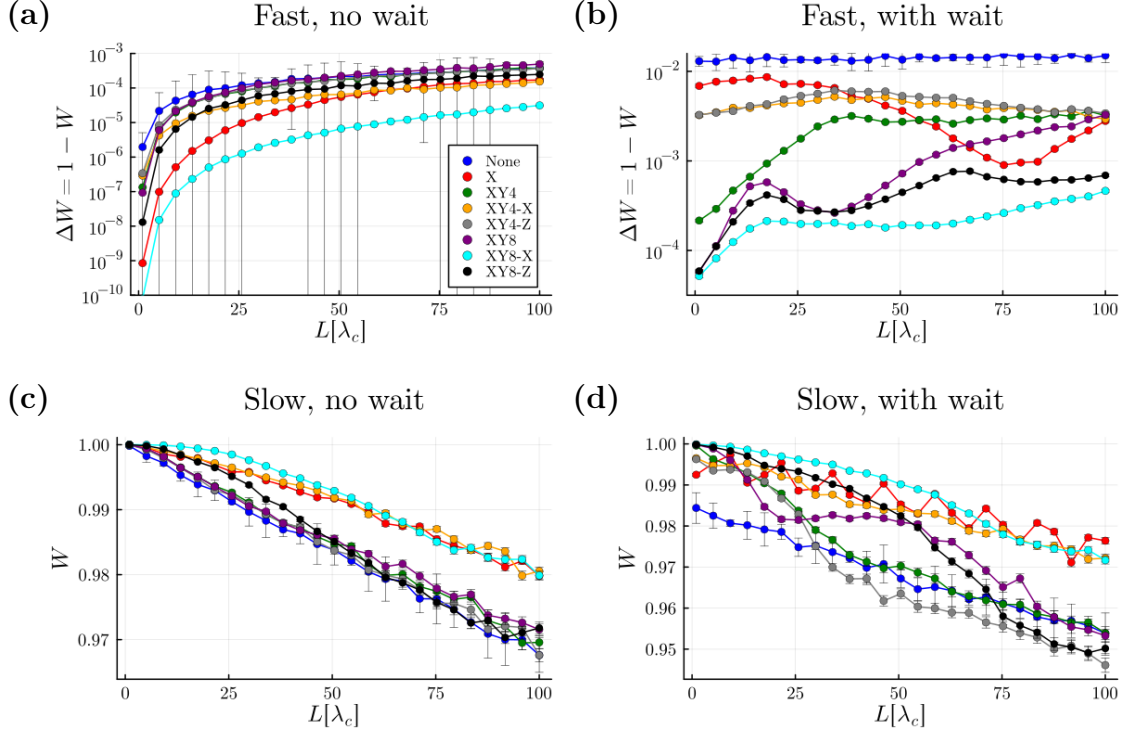 (a) Fast, no wait
10⁻³
10⁻⁴
10⁻⁵
10⁻⁶
10⁻⁷
10⁻⁸
10⁻⁹
10⁻¹⁰
ΔW = 1 − W
0 25 50 75 100
L[λ_c]
None
X
XY4
XY4-X
XY4-Z
XY8
XY8-X
XY8-Z
(b) Fast, with wait
10⁻²
10⁻³
10⁻⁴
ΔW = 1 − W
0 25 50 75 100
L[λ_c]
(c) Slow, no wait
1.00
0.99
0.98
0.97
W
0 25 50 75 100
L[λ_c]
(d) Slow, with wait
1.00
0.99
0.98
0.97
0.96
0.95
W
0 25 50 75 100
L[λ_c]